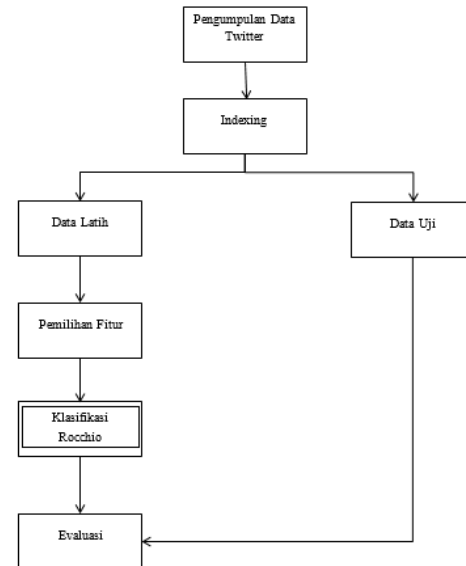 Pengumpulan Data
Twitter
Indexing
Data Latih
Data Uji
Pemilihan Fitur
Klasifikasi
Rocchio
Evaluasi